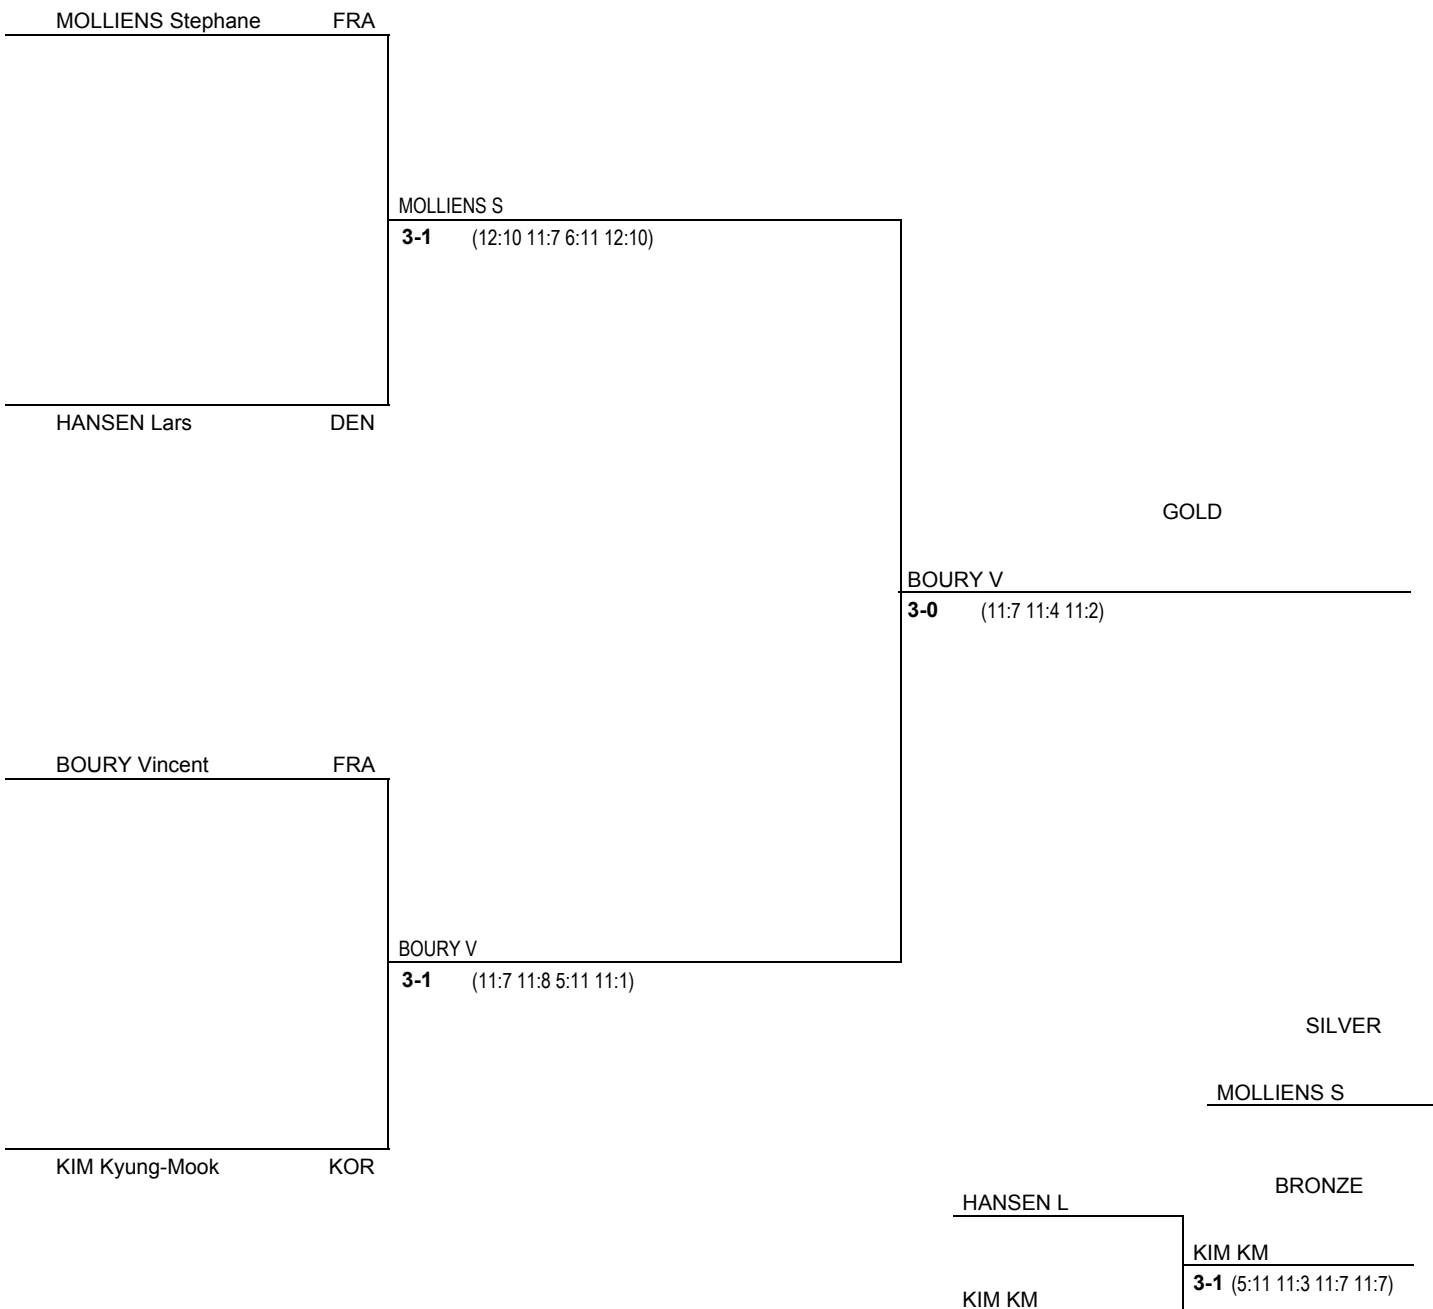 MOLLIENS Stephane FRA
MOLLIENS S
3-1 (12:10 11:7 6:11 12:10)
HANSEN Lars DEN
GOLD
BOURY V
3-0 (11:7 11:4 11:2)
BOURY Vincent FRA
BOURY V
3-1 (11:7 11:8 5:11 11:1)
SILVER
MOLLIENS S
KIM Kyung-Mook KOR
BRONZE
HANSEN L
KIM KM
3-1 (5:11 11:3 11:7 11:7)
KIM KM